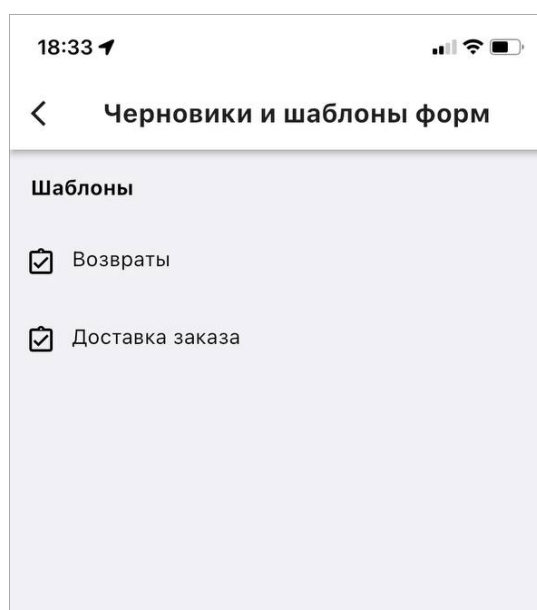 18:33
Черновики и шаблоны форм
Шаблоны
Возвраты
Доставка заказа